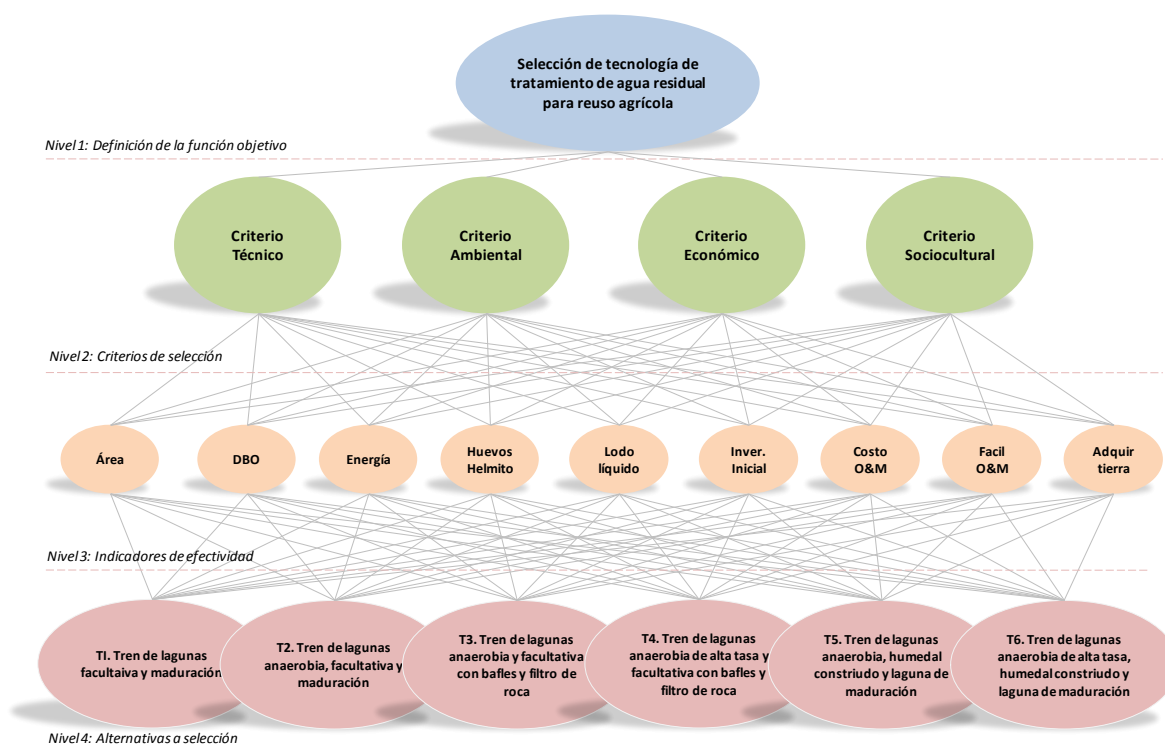 Selección de tecnología de
tratamiento de agua residual
para reuso agrícola
Nivel 1: Definición de la función objetivo
Criterio
Técnico
Criterio
Ambiental
Criterio
Económico
Criterio
Sociocultural
Nivel 2: Criterios de selección
Área
DBO
Energía
Huevos
Helmito
Lodo
líquido
Inver.
Inicial
Costo
O&M
Facil
O&M
Adquir
tierra
Nivel 3: Indicadores de efectividad
T1. Tren de lagunas
facultaiva y maduración
T2. Tren de lagunas
anaerobia, facultativa y
maduración
T3. Tren de lagunas
anaerobia y facultativa
con bafles y filtro de
roca
T4. Tren de lagunas
anaerobia de alta tasa y
facultativa con bafles y
filtro de roca
T5. Tren de lagunas
anaerobia, humedal
constriudo y laguna de
maduración
T6. Tren de lagunas
anaerobia de alta tasa,
humedal constriudo y
laguna de maduración
Nivel 4: Alternativas a selección